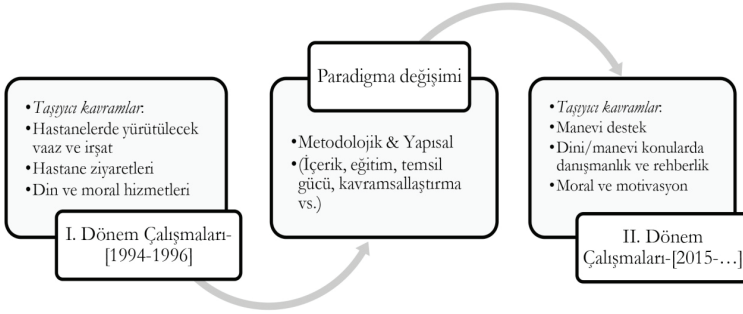 • Taşıyıcı kavramlar:
• Hastanelerde yürütülecek
vaaz ve irşat
• Hastane ziyaretleri
• Din ve moral hizmetleri
I. Dönem Çalışmaları-
[1994-1996]
Paradigma değişimi
• Metodolojik & Yapısal
• (İçerik, eğitim, temsil
gücü, kavramsallaştırma
vs.)
• Taşıyıcı kavramlar:
• Manevi destek
• Dini/manevi konularda
danışmanlık ve rehberlik
• Moral ve motivasyon
II. Dönem
Çalışmaları-[2015-…]